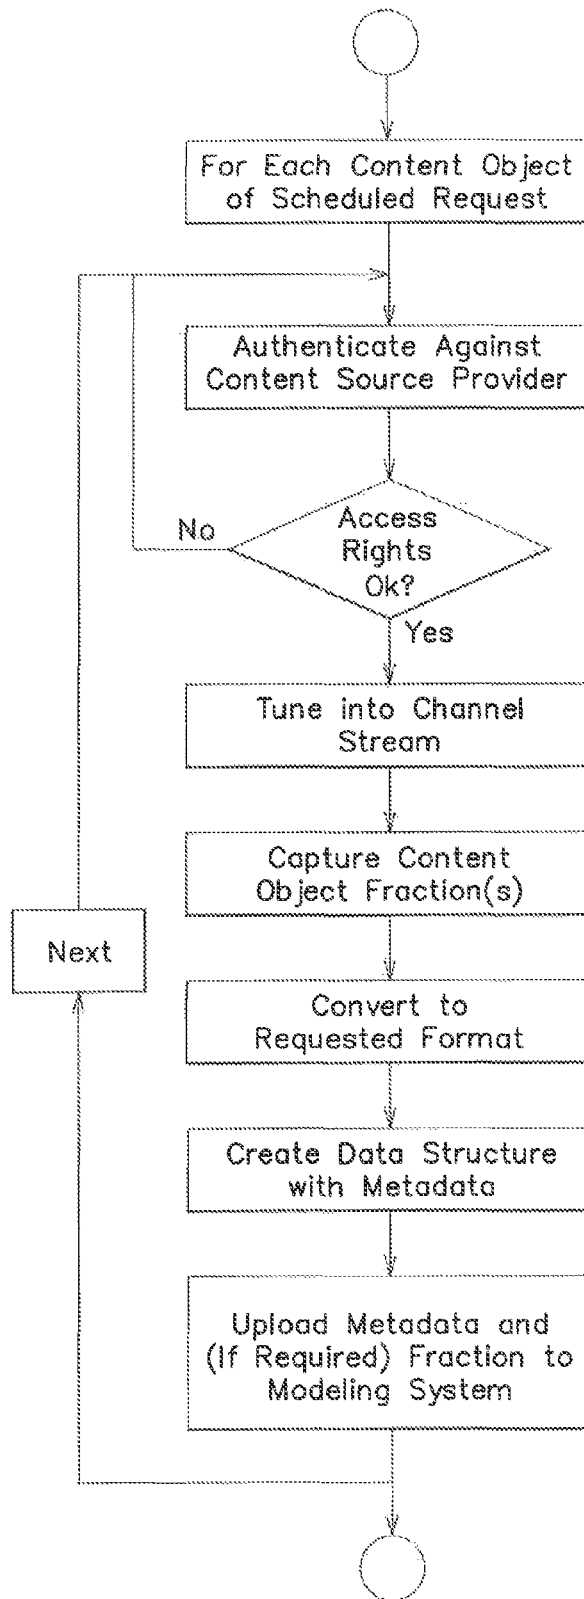 For Each Content Object
of Scheduled Request
Authenticate Against
Content Source Provider
No
Access
Rights
Ok?
Yes
Tune into Channel
Stream
Capture Content
Object Fraction(s)
Next
Convert to
Requested Format
Create Data Structure
with Metadata
Upload Metadata and
(If Required) Fraction to
Modeling System